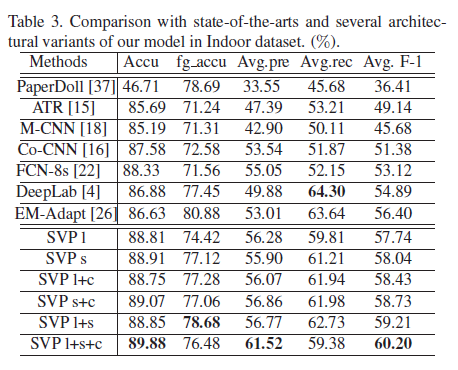 Table 3. Comparison with state-of-the-arts and several architec-
tural variants of our model in Indoor dataset. (%).
Methods Accu fg_accu Avg.pre Avg.rec Avg. F-1
PaperDoll [37] 46.71 78.69 33.55 45.68 36.41
ATR [15] 85.69 71.24 47.39 53.21 49.14
M-CNN [18] 85.19 71.31 42.90 50.11 45.68
Co-CNN [16] 87.58 72.58 53.54 51.87 51.38
FCN-8s [22] 88.33 71.56 55.05 52.15 53.12
DeepLab [4] 86.88 77.45 49.88 64.30 54.89
EM-Adapt [26] 86.63 80.88 53.01 63.64 56.40
SVP l 88.81 74.42 56.28 59.81 57.74
SVP s 88.91 77.12 55.90 61.21 58.04
SVP l+c 88.75 77.28 56.07 61.94 58.43
SVP s+c 89.07 77.06 56.86 61.98 58.73
SVP l+s 88.85 78.68 56.77 62.73 59.21
SVP l+s+c 89.88 76.48 61.52 59.38 60.20